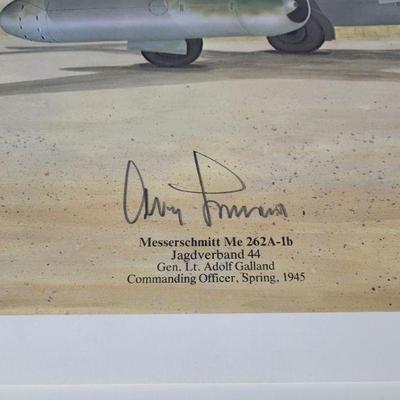 Messerschmitt Me 262A-1b
Jagdverband 44
Gen. Lt. Adolf Galland
Commanding Officer, Spring, 1945